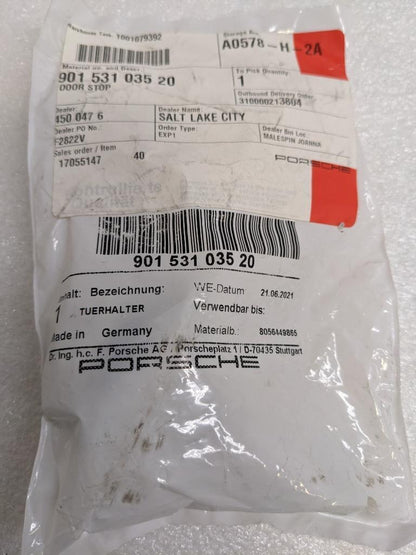 Warehouse Task: T001079392
Storage Bin
A0578-H-2A
Material no. and Descr.
901 531 035 20
DOOR STOP
To Pick Quantity
1
Outbound Delivery Order
310000213804
Dealer:
450 047 6
Dealer Name:
SALT LAKE CITY
Dealer PO No.
F2822V
Order Type:
EXP1
Dealer Bin Loc
MALESPIN JOANNA
Sales order / Item
17055147 40
PORSCHE
901 531 035 20
Inhalt: Bezeichnung: WE-Datum 21.06.2021
1 TUERHALTER Verwendbar bis:
Made in Germany Materialb. 8056449865
Dr. Ing. h.c. F. Porsche AG / Porscheplatz 1 / D-70435 Stuttgart
PORSCHE